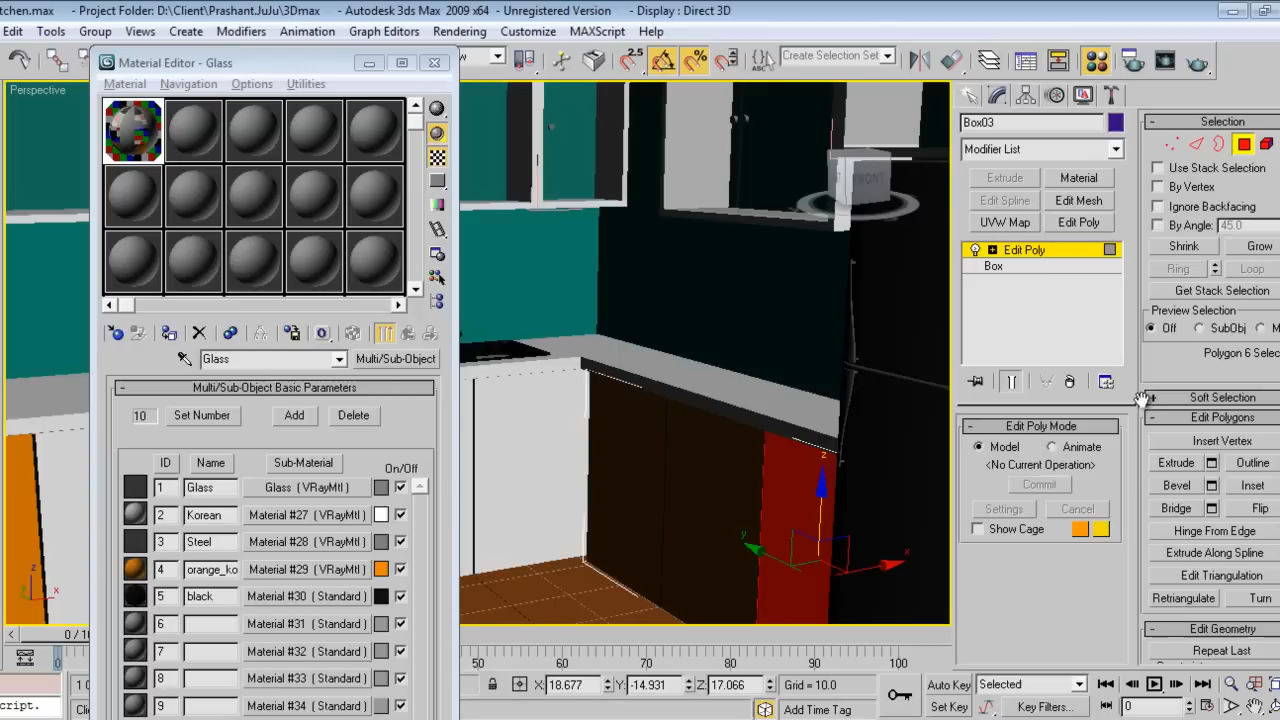 tchen.max - Project Folder: D:\Client\Prashant.JuJu\3Dmax - Autodesk 3ds Max 2009 x64 - Unregistered Version - Display : Direct 3D
Edit Tools Group Views Create Modifiers Animation Graph Editors Rendering Customize MAXScript Help
2.5 ABC Create Selection Set
Perspective
Material Editor - Glass
Material Navigation Options Utilities
Glass Multi/Sub-Object
- Multi/Sub-Object Basic Parameters
10 Set Number Add Delete
ID Name Sub-Material On/Off
1 Glass Glass ( VRayMtl )
2 Korean Material #27 ( VRayMtl )
3 Steel Material #28 ( VRayMtl )
4 orange_ko Material #29 ( VRayMtl )
5 black Material #30 ( Standard )
6 Material #31 ( Standard )
7 Material #32 ( Standard )
8 Material #33 ( Standard )
9 Material #34 ( Standard )
FRONT
z
y
x
z
x
Box03
Modifier List
Extrude Material
Edit Spline Edit Mesh
UVW Map Edit Poly
Edit Poly
Box
- Edit Poly Mode
Model Animate
<No Current Operation>
Commit
Settings Cancel
Show Cage
- Selection
Use Stack Selection
By Vertex
Ignore Backfacing
By Angle: 45.0
Shrink Grow
Ring Loop
Get Stack Selection
Preview Selection
Off SubObj M
Polygon 6 Selec
+ Soft Selection
- Edit Polygons
Insert Vertex
Extrude Outline
Bevel Inset
Bridge Flip
Hinge From Edge
Extrude Along Spline
Edit Triangulation
Retriangulate Turn
- Edit Geometry
Repeat Last
0 / 10
50 60 70 80 90 100
X: 18.677 Y: -14.931 Z: 17.066 Grid = 10.0
Auto Key Selected
Add Time Tag
Set Key Key Filters...
0
cript.